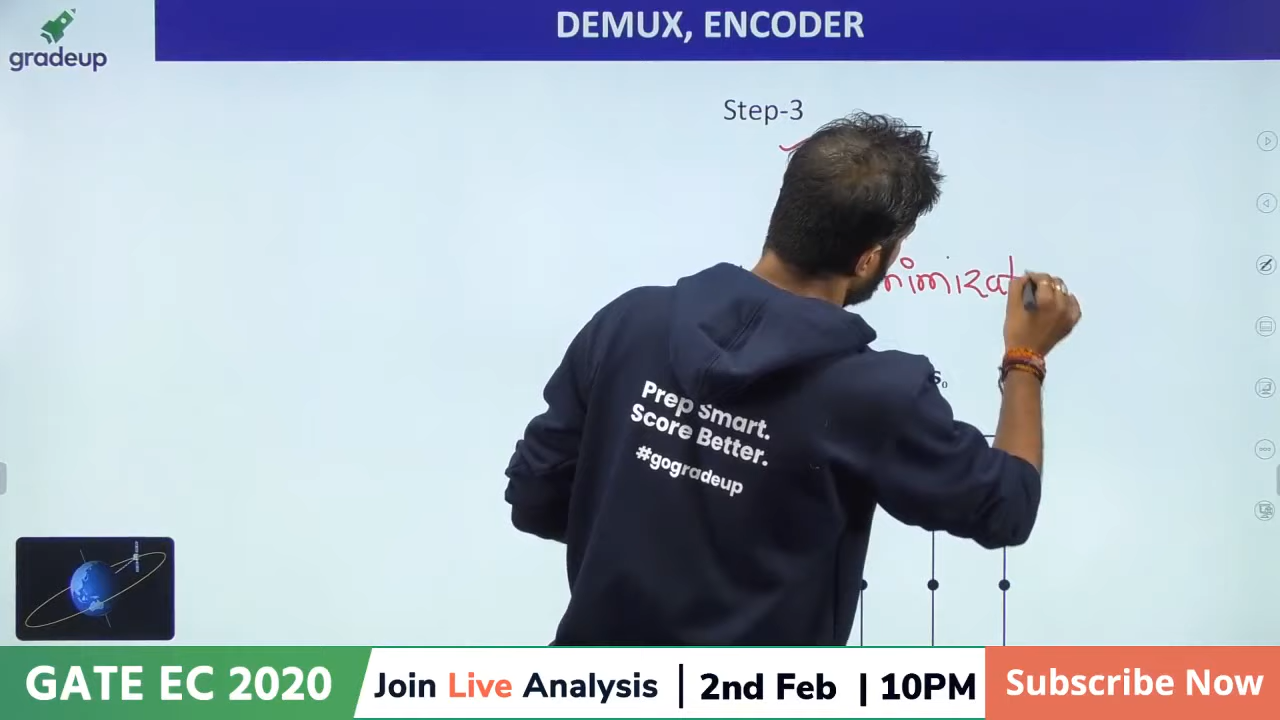 DEMUX, ENCODER
gradeup
Step-3
S₀
Prep Smart.
Score Better.
#gogradeup
GATE EC 2020
Join Live Analysis | 2nd Feb | 10PM
Subscribe Now